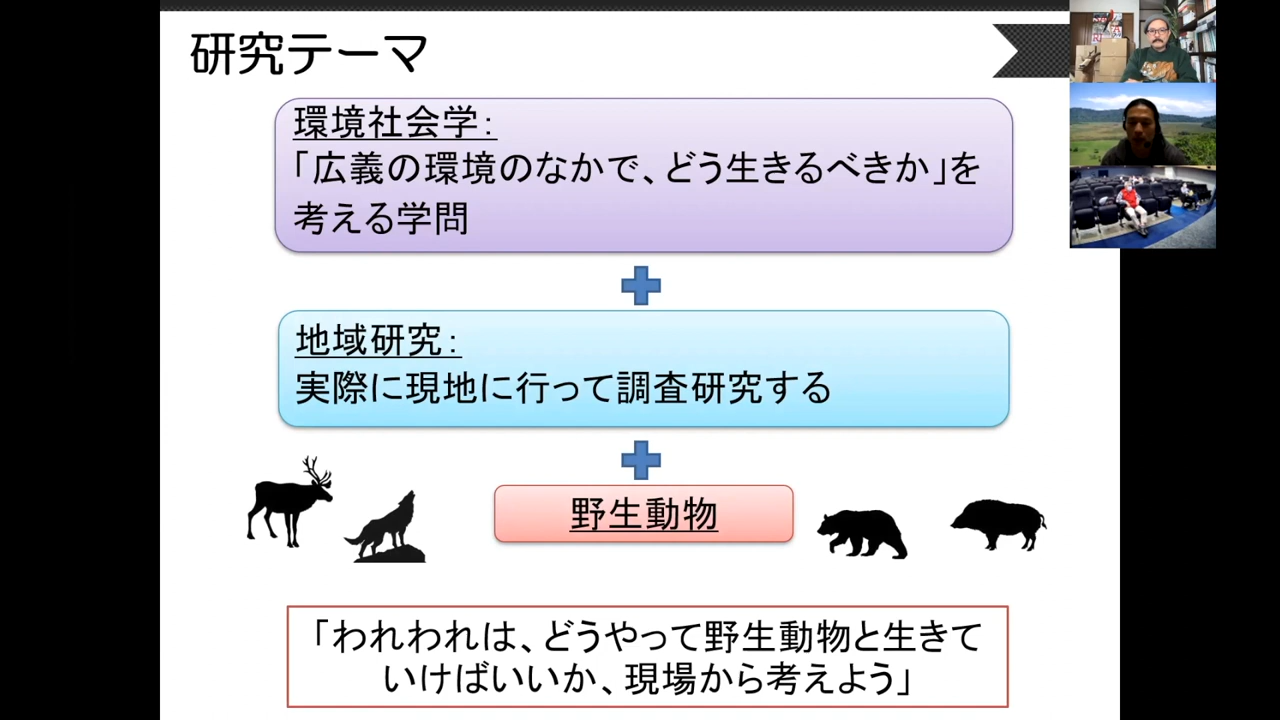 研究テーマ
環境社会学：
「広義の環境のなかで、どう生きるべきか」を
考える学問
地域研究：
実際に現地に行って調査研究する
野生動物
「われわれは、どうやって野生動物と生きて
いけばいいか、現場から考えよう」